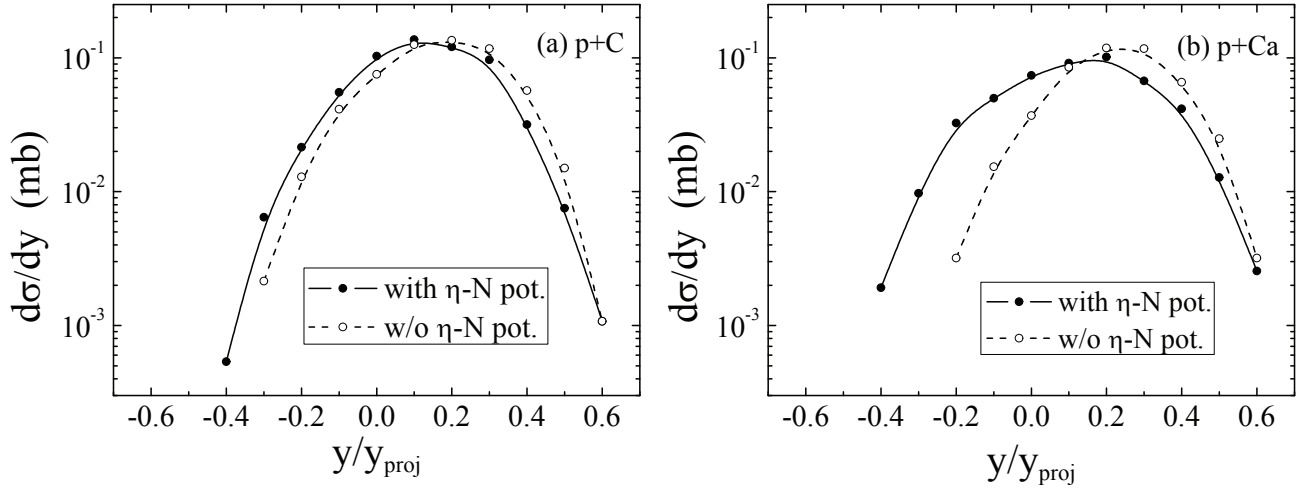 (a) p+C
10⁻¹
10⁻²
10⁻³
dσ/dy (mb)
with η-N pot.
w/o η-N pot.
-0.6 -0.4 -0.2 0.0 0.2 0.4 0.6
y/y_proj
(b) p+Ca
10⁻¹
10⁻²
10⁻³
dσ/dy (mb)
with η-N pot.
w/o η-N pot.
-0.6 -0.4 -0.2 0.0 0.2 0.4 0.6
y/y_proj